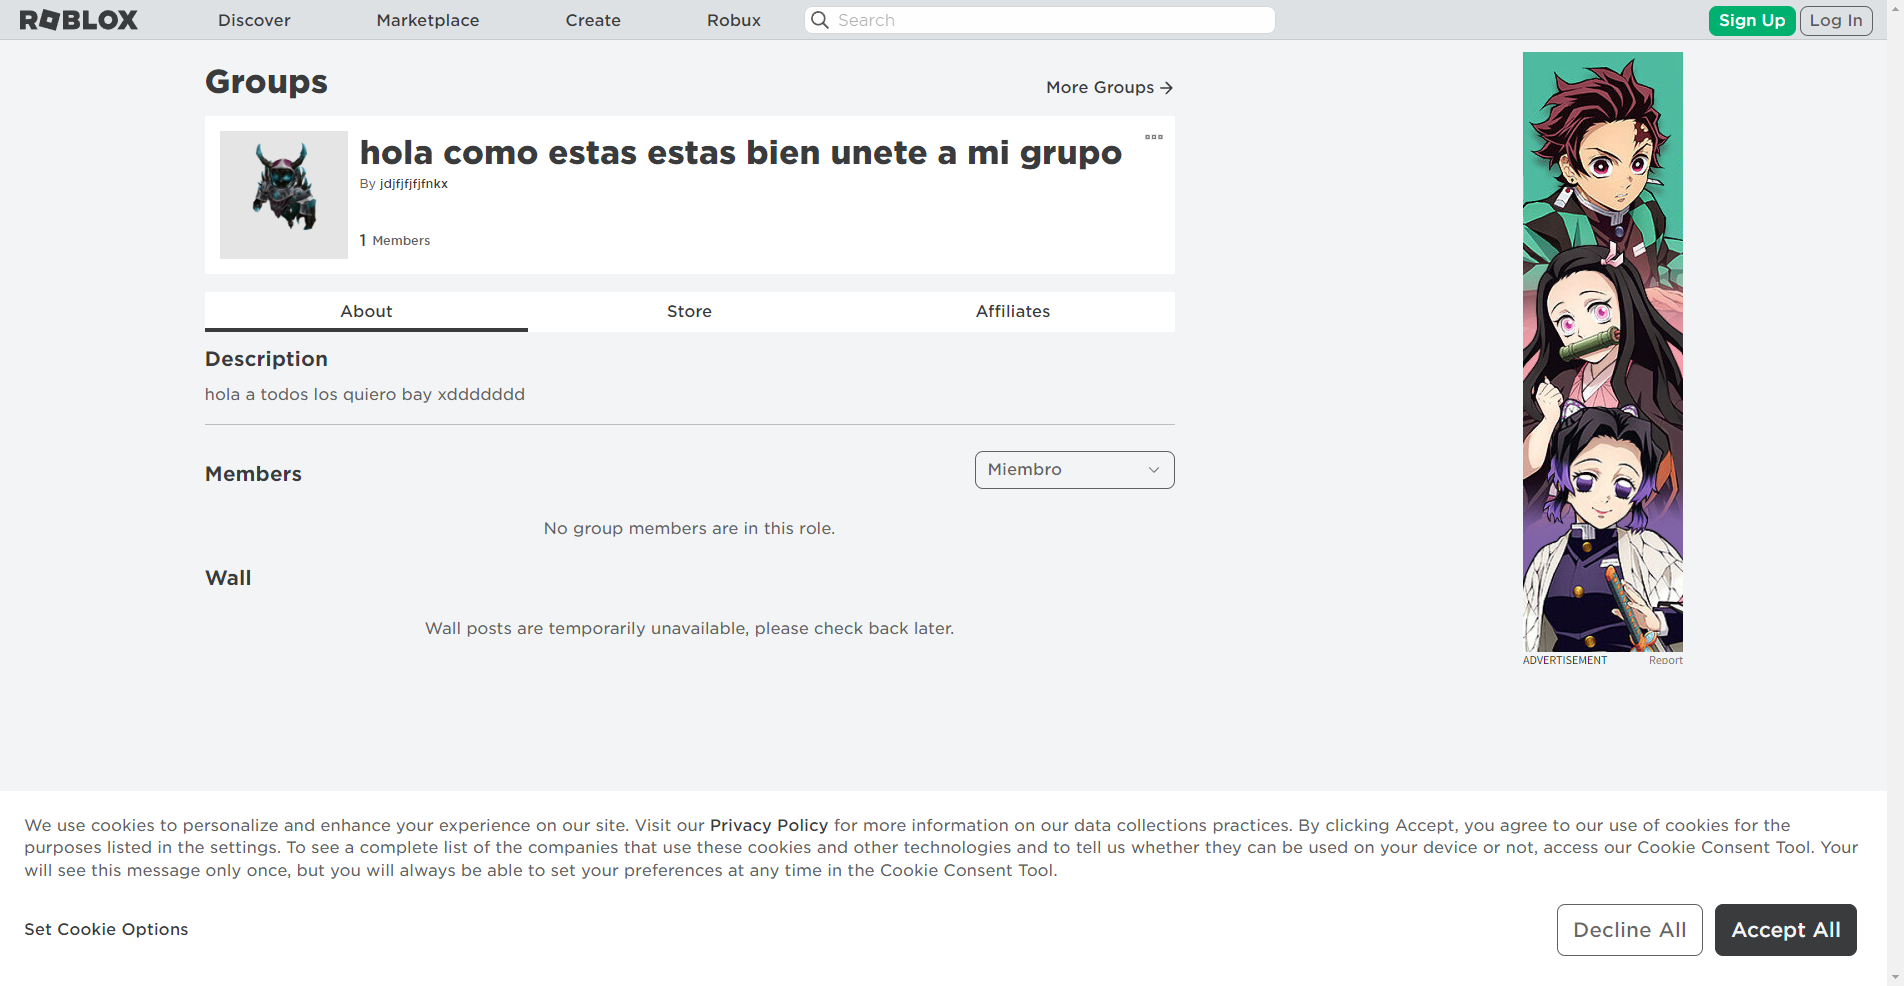 ROBLOX
Discover
Marketplace
Create
Robux
Search
Sign Up
Log In
Groups
More Groups
hola como estas estas bien unete a mi grupo
By jdjfjfjfjfnkx
1 Members
About
Store
Affiliates
Description
hola a todos los quiero bay xddddddd
Members
Miembro
No group members are in this role.
Wall
Wall posts are temporarily unavailable, please check back later.
ADVERTISEMENT
Report
We use cookies to personalize and enhance your experience on our site. Visit our Privacy Policy for more information on our data collections practices. By clicking Accept, you agree to our use of cookies for the
purposes listed in the settings. To see a complete list of the companies that use these cookies and other technologies and to tell us whether they can be used on your device or not, access our Cookie Consent Tool. Your
will see this message only once, but you will always be able to set your preferences at any time in the Cookie Consent Tool.
Set Cookie Options
Decline All
Accept All